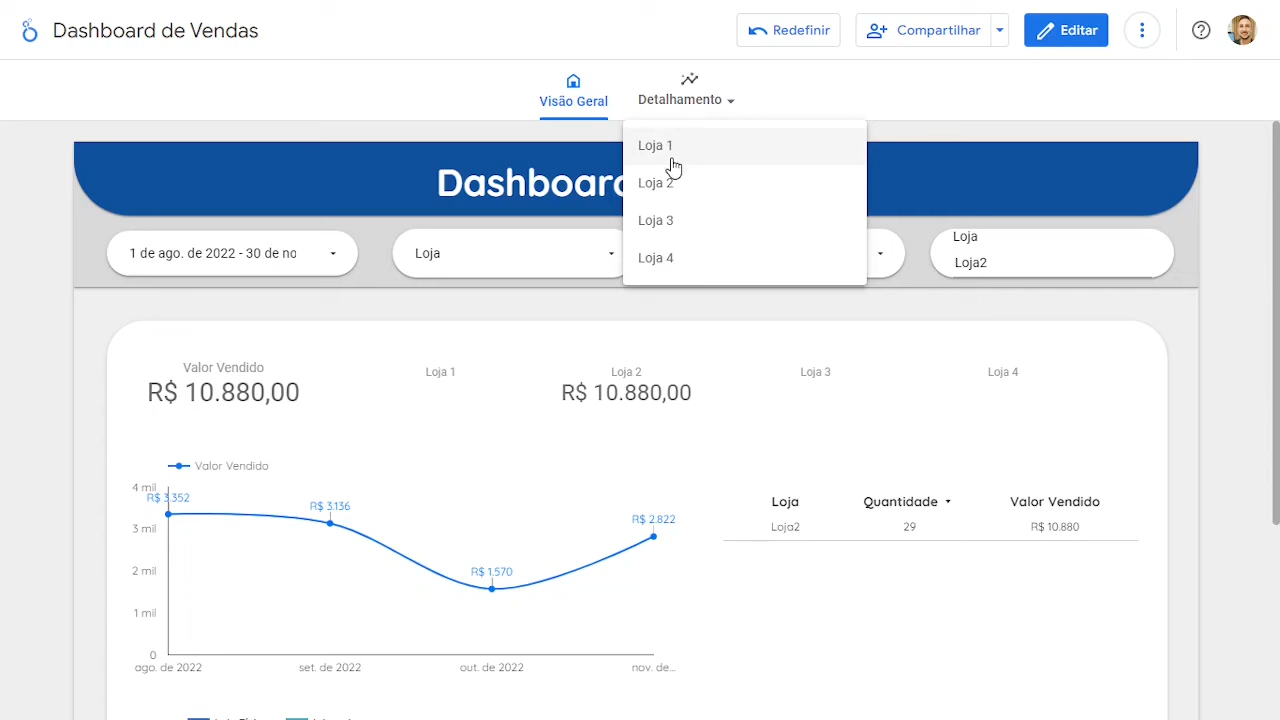 Dashboard de Vendas
Redefinir
Compartilhar
Editar
Visão Geral
Detalhamento
Loja 1
Loja 2
Loja 3
Loja 4
Dashboard
1 de ago. de 2022 - 30 de no
Loja
Loja
Loja2
Valor Vendido
R$ 10.880,00
Loja 1
Loja 2
R$ 10.880,00
Loja 3
Loja 4
Valor Vendido
4 mil
3 mil
2 mil
1 mil
0
R$ 3.352
R$ 3.136
R$ 1.570
R$ 2.822
ago. de 2022
set. de 2022
out. de 2022
nov. de...
Loja Quantidade Valor Vendido
Loja2 29 R$ 10.880